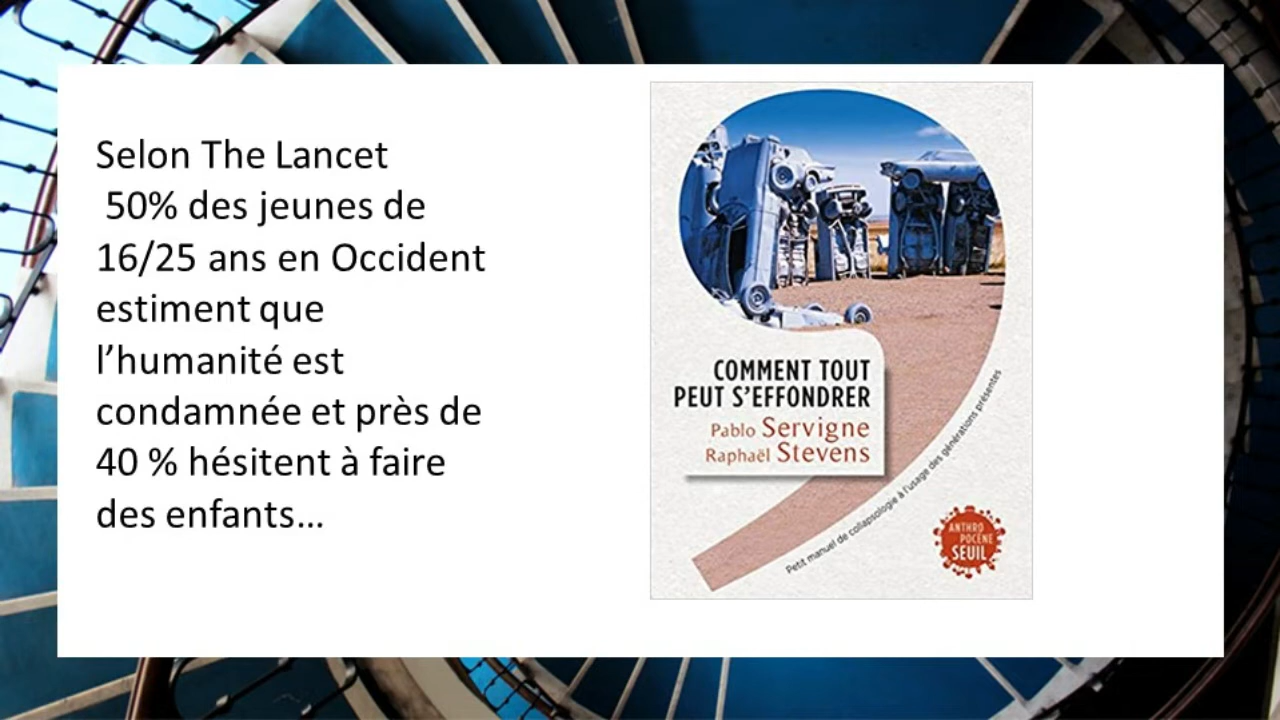 Selon The Lancet
50% des jeunes de
16/25 ans en Occident
estiment que
l’humanité est
condamnée et près de
40 % hésitent à faire
des enfants...
COMMENT TOUT
PEUT S’EFFONDRER
Pablo Servigne
Raphaël Stevens
Petit manuel de collapsologie à l’usage des générations présentes
ANTHRO
POCÈNE
SEUIL